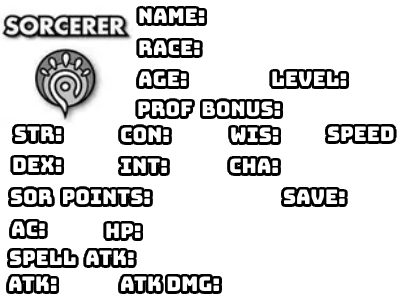 SORCERER
NAME:
RACE:
AGE: LEVEL:
PROF BONUS:
STR: CON: WIS: SPEED
DEX: INT: CHA:
SOR POINTS: SAVE:
AC: HP:
SPELL ATK:
ATK: ATK DMG: